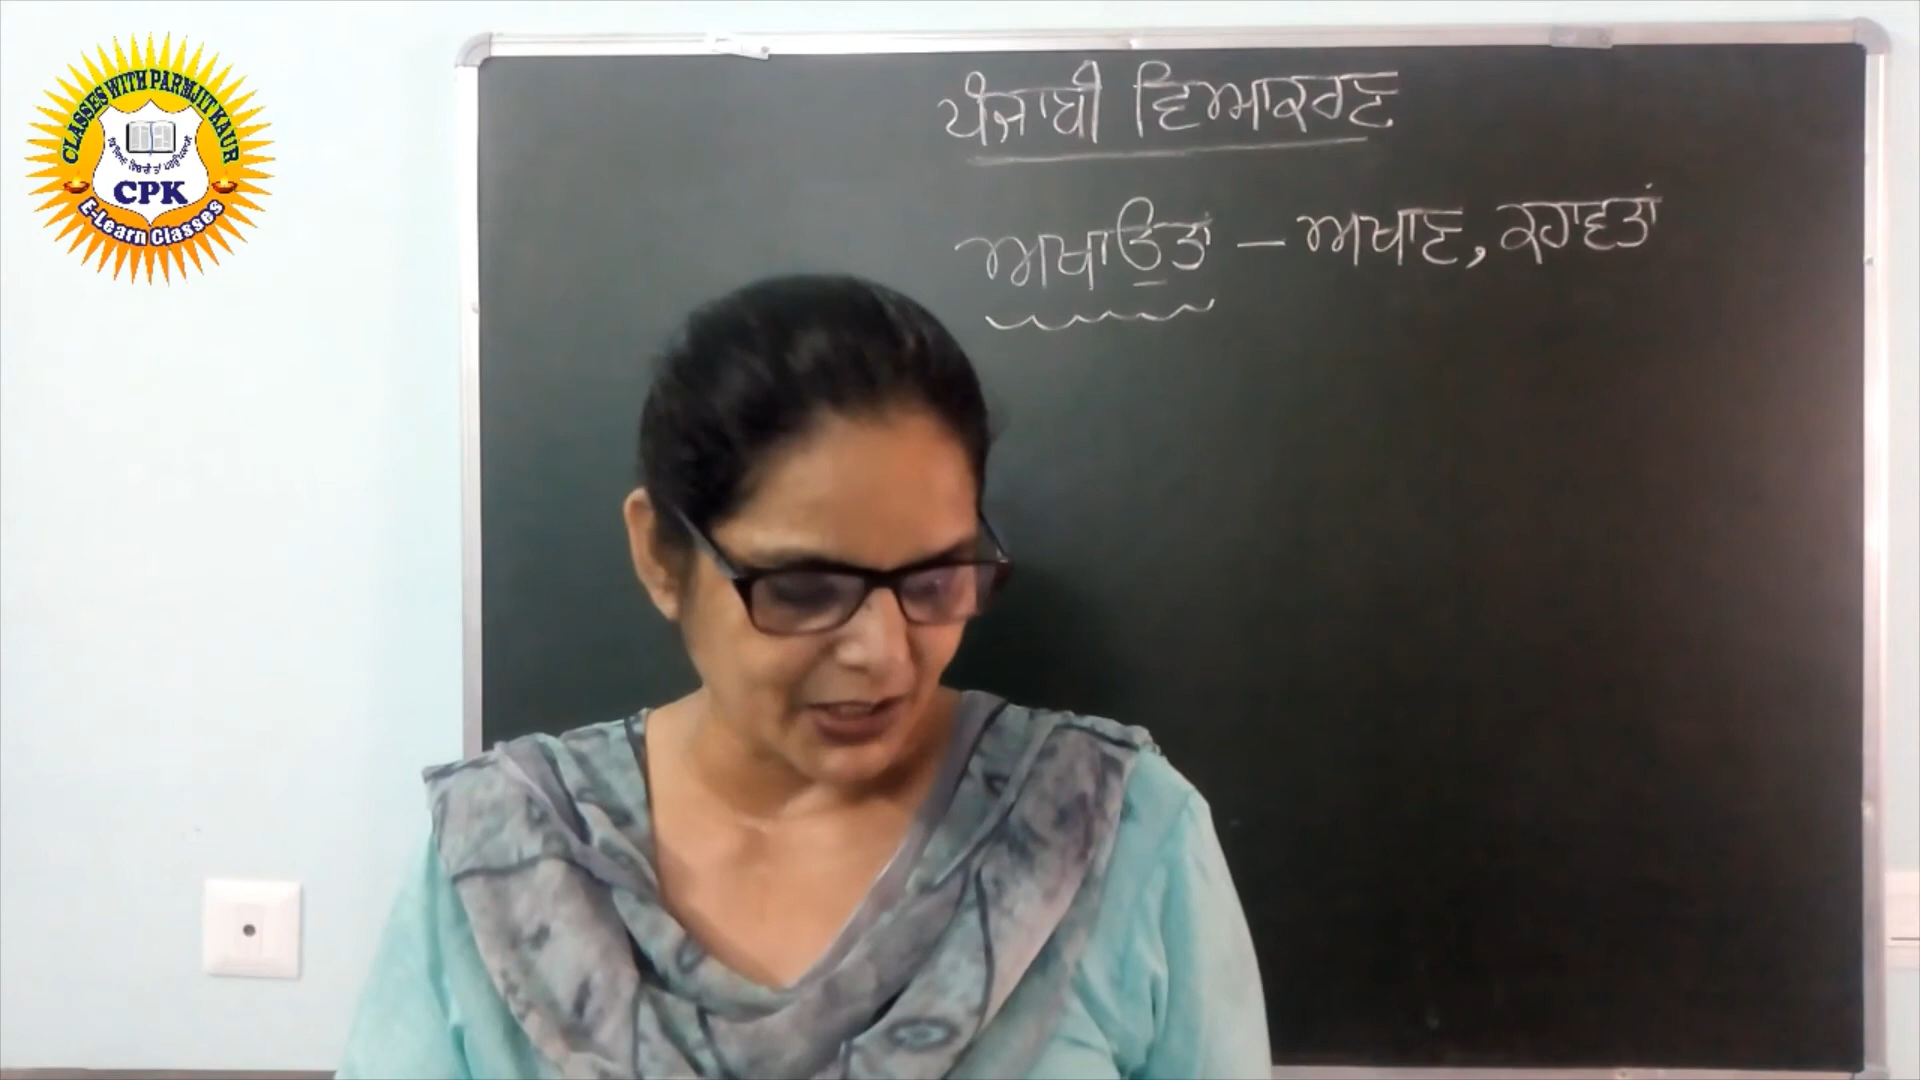 CLASSES WITH PARMJIT KAUR
CPK
E-Learn Classes
ਪੰਜਾਬੀ ਵਿਆਕਰਣ
ਅਖਾਉਤਾਂ — ਅਖਾਣ, ਕਹਾਵਤਾਂ